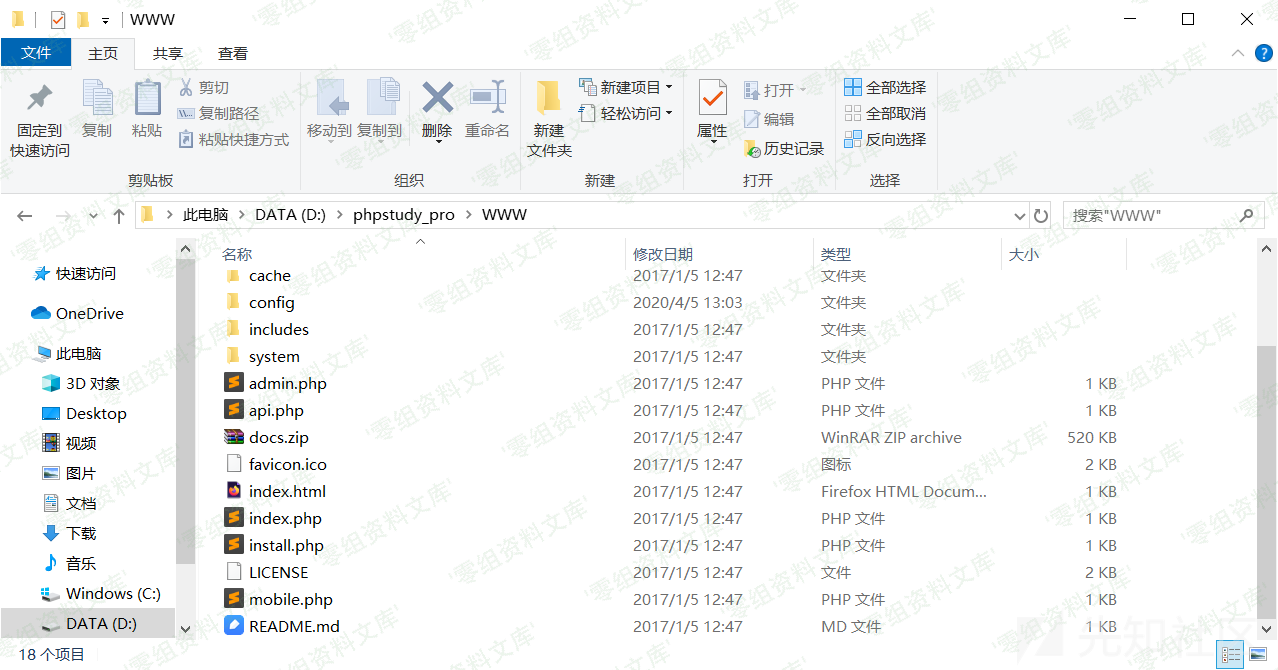 WWW
文件 主页 共享 查看
固定到快速访问 复制 粘贴 剪切 复制路径 粘贴快捷方式 移动到 复制到 删除 重命名 新建文件夹 新建项目 轻松访问 属性 打开 编辑 历史记录 全部选择 全部取消 反向选择
剪贴板 组织 新建 打开 选择
此电脑 DATA (D:) phpstudy_pro WWW 搜索"WWW"
名称 修改日期 类型 大小
快速访问
OneDrive
此电脑
3D 对象
Desktop
视频
图片
文档
下载
音乐
Windows (C:)
DATA (D:)
cache 2017/1/5 12:47 文件夹
config 2020/4/5 13:03 文件夹
includes 2017/1/5 12:47 文件夹
system 2017/1/5 12:47 文件夹
admin.php 2017/1/5 12:47 PHP 文件 1 KB
api.php 2017/1/5 12:47 PHP 文件 1 KB
docs.zip 2017/1/5 12:47 WinRAR ZIP archive 520 KB
favicon.ico 2017/1/5 12:47 图标 2 KB
index.html 2017/1/5 12:47 Firefox HTML Docum... 1 KB
index.php 2017/1/5 12:47 PHP 文件 1 KB
install.php 2017/1/5 12:47 PHP 文件 1 KB
LICENSE 2017/1/5 12:47 文件 2 KB
mobile.php 2017/1/5 12:47 PHP 文件 1 KB
README.md 2017/1/5 12:47 MD 文件 1 KB
18 个项目
'零组资料文库'
先知社区